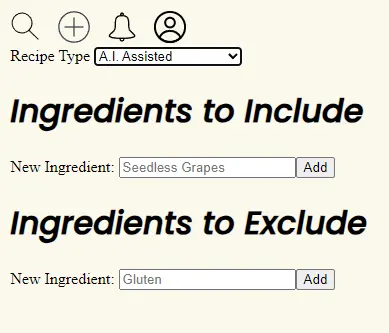 Recipe Type A.I. Assisted
Ingredients to Include
New Ingredient: Seedless Grapes Add
Ingredients to Exclude
New Ingredient: Gluten Add